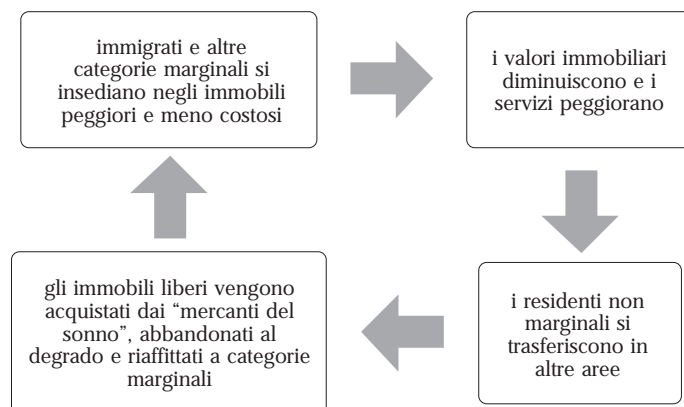 immigrati e altre
categorie marginali si
insediano negli immobili
peggiori e meno costosi
i valori immobiliari
diminuiscono e i
servizi peggiorano
i residenti non
marginali si
trasferiscono in
altre aree
gli immobili liberi vengono
acquistati dai “mercanti del
sonno”, abbandonati al
degrado e riaffittati a categorie
marginali